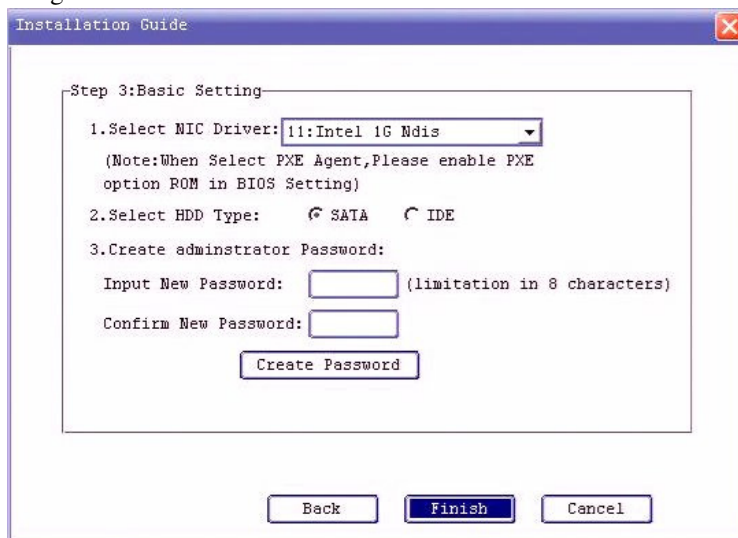 Installation Guide
Step 3:Basic Setting
1.Select NIC Driver: 11:Intel 1G Ndis
(Note:When Select PXE Agent,Please enable PXE
option ROM in BIOS Setting)
2.Select HDD Type: SATA IDE
3.Create adminstrator Password:
Input New Password: (limitation in 8 characters)
Confirm New Password:
Create Password
Back Finish Cancel